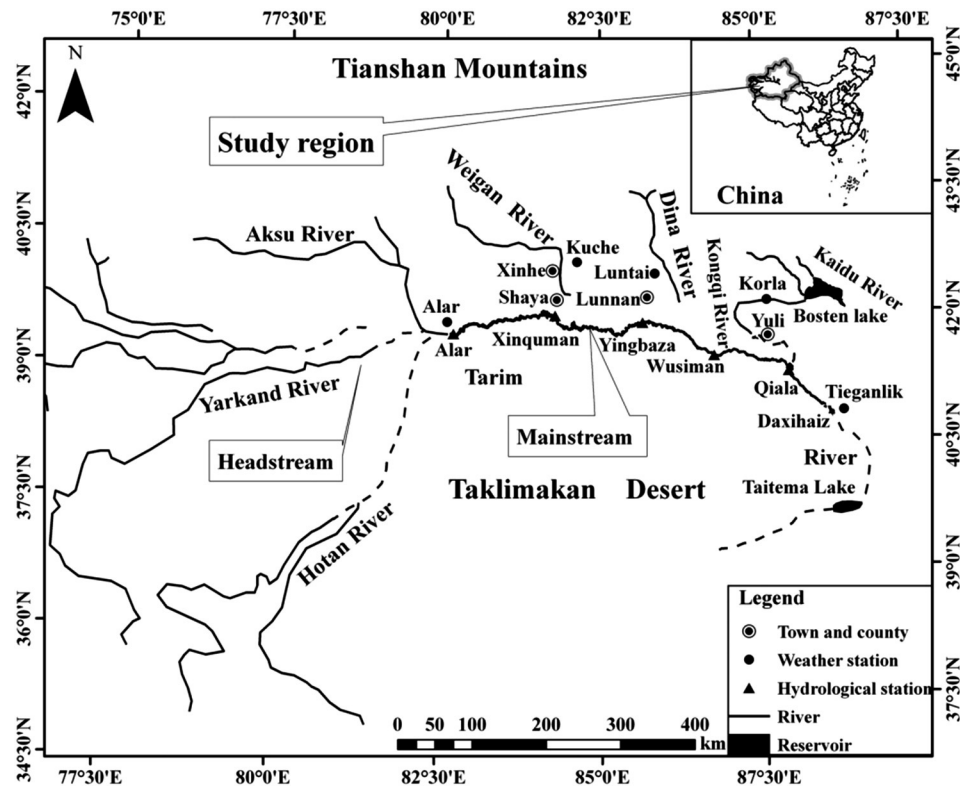 75°0'E 77°30'E 80°0'E 82°30'E 85°0'E 87°30'E
N
Tianshan Mountains
Study region
China
42°0'N
40°30'N
39°0'N
37°30'N
36°0'N
34°30'N
45°0'N
43°30'N
42°0'N
40°30'N
39°0'N
37°30'N
Weigan River
Dina River
Kongqi River
Kaidu River
Aksu River
Kuche
Xinhe
Luntai
Shaya
Lunnan
Korla
Bosten lake
Yuli
Alar
Alar
Xinquman
Yingbaza
Wusiman
Qiala
Tieganlik
Daxihaiz
Tarim
River
Yarkand River
Headstream
Mainstream
Taklimakan Desert
Taitema Lake
Hotan River
Legend
Town and county
Weather station
Hydrological station
River
Reservoir
0 50 100 200 300 400
km
77°30'E 80°0'E 82°30'E 85°0'E 87°30'E